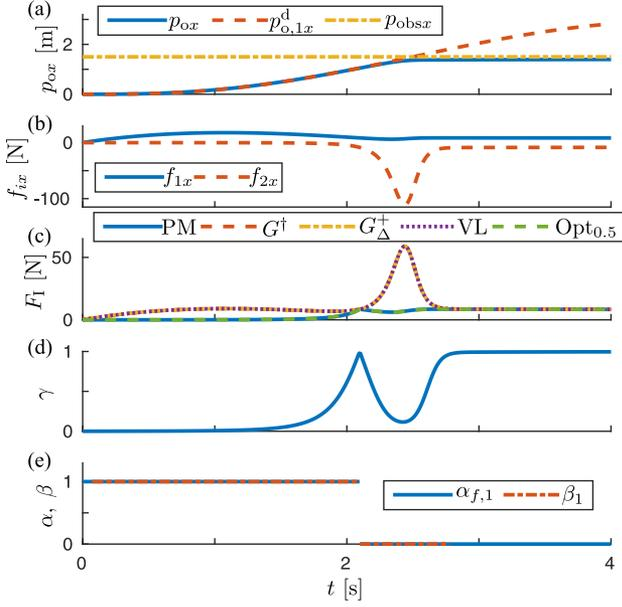 (a)
p_ox p^d_o,1x p_obsx
p_ox [m]
2
0
(b)
0
-100
f_ix [N]
f_1x f_2x
PM G^† G^+_Δ VL Opt_0.5
(c)
50
0
F_I [N]
(d)
1
0
γ
(e)
1
0
α, β
α_f,1 β_1
0 2 4
t [s]